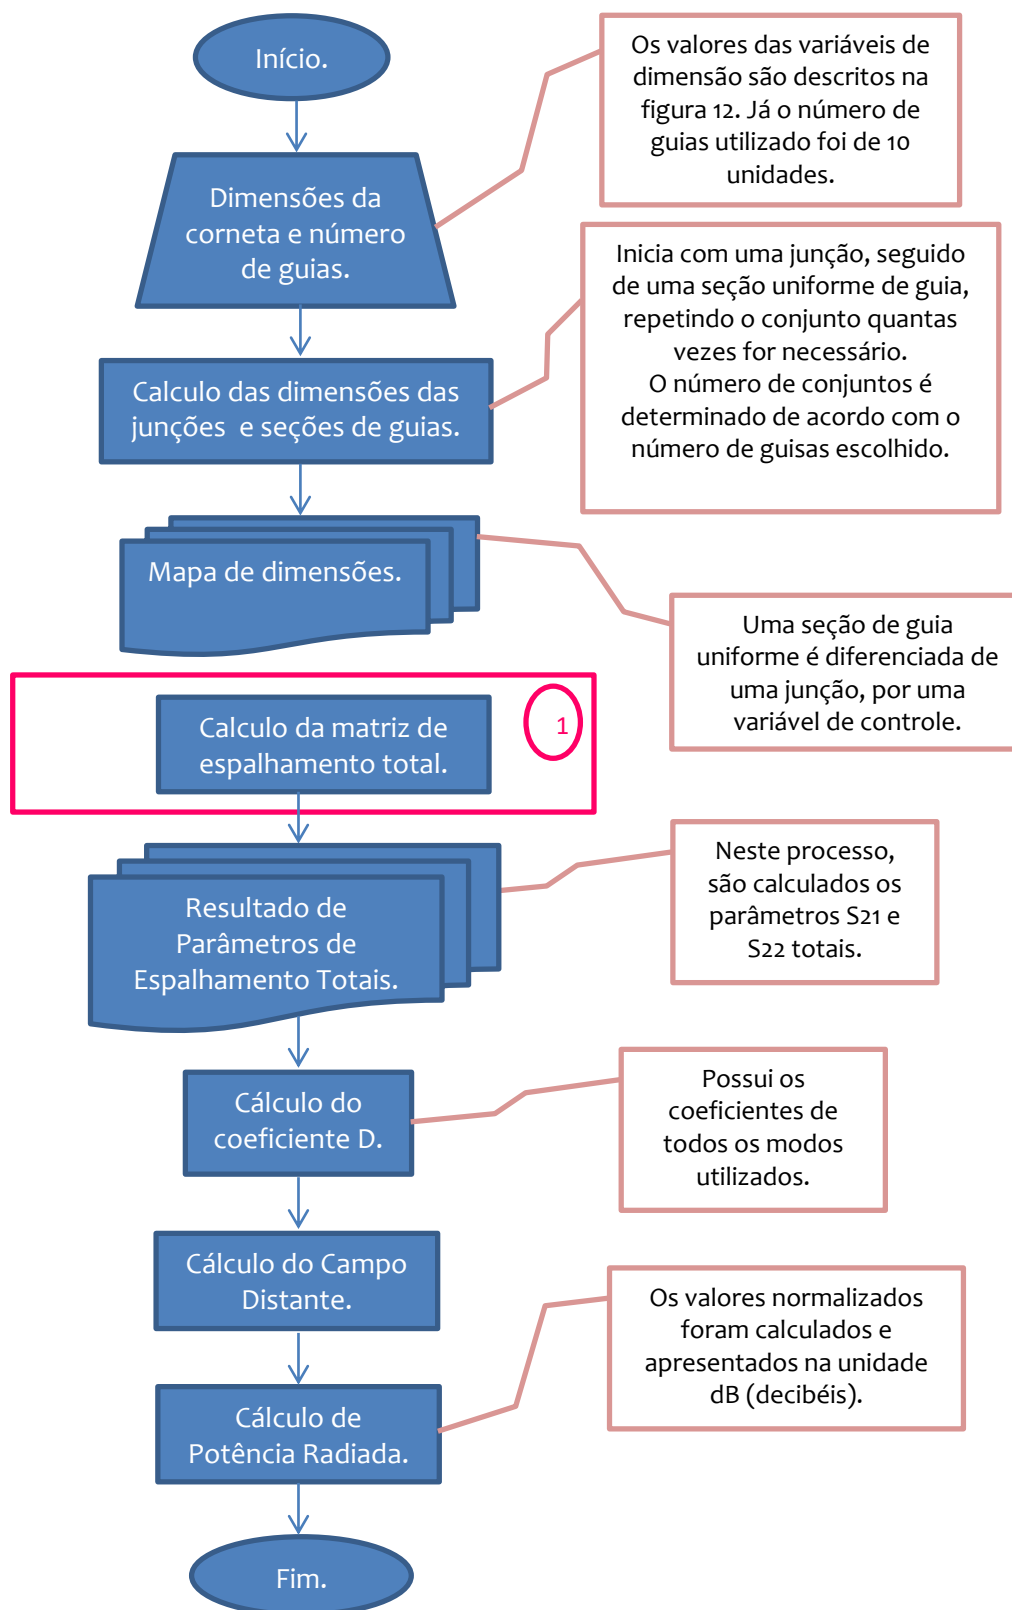 Início.
Os valores das variáveis de
dimensão são descritos na
figura 12. Já o número de
guias utilizado foi de 10
unidades.
Dimensões da
corneta e número
de guias.
Inicia com uma junção, seguido
de uma seção uniforme de guia,
repetindo o conjunto quantas
vezes for necessário.
O número de conjuntos é
determinado de acordo com o
número de guisas escolhido.
Calculo das dimensões das
junções e seções de guias.
Mapa de dimensões.
Uma seção de guia
uniforme é diferenciada de
uma junção, por uma
variável de controle.
Calculo da matriz de
espalhamento total.
1
Neste processo,
são calculados os
parâmetros S21 e
S22 totais.
Resultado de
Parâmetros de
Espalhamento Totais.
Possui os
coeficientes de
todos os modos
utilizados.
Cálculo do
coeficiente D.
Cálculo do Campo
Distante.
Os valores normalizados
foram calculados e
apresentados na unidade
dB (decibéis).
Cálculo de
Potência Radiada.
Fim.